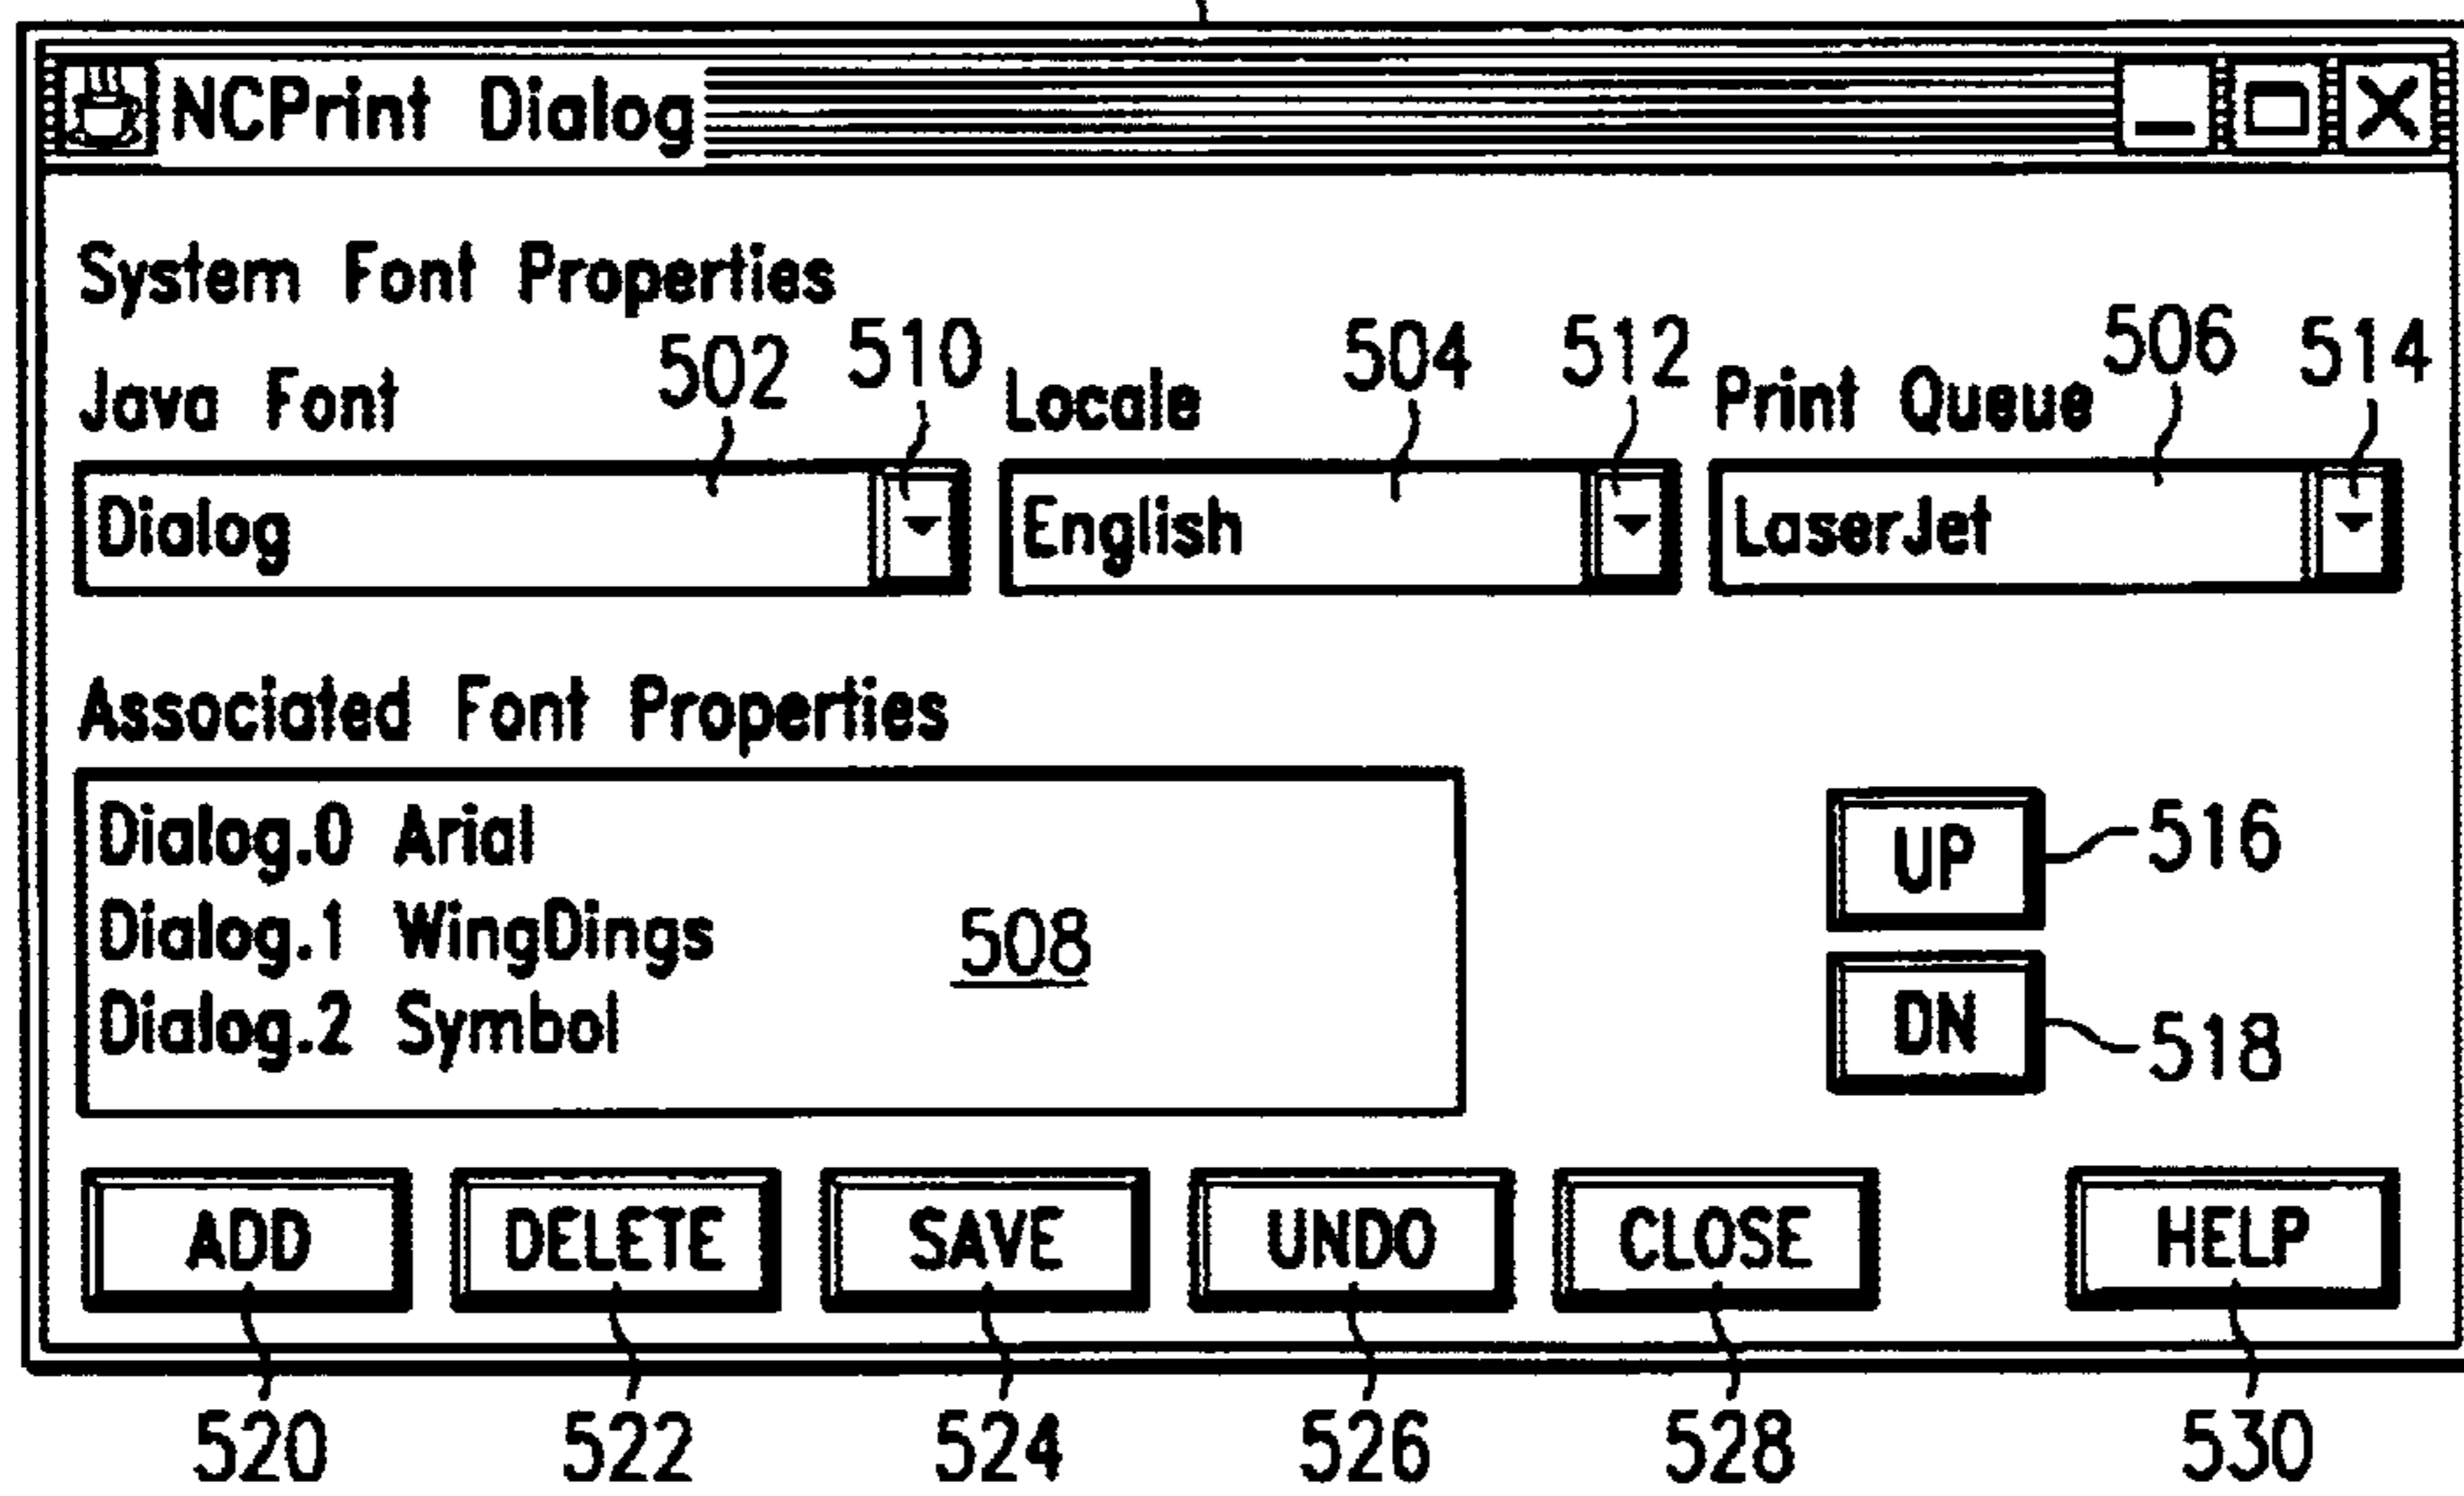 NCPrint Dialog
System Font Properties
502 510 504 512 506 514
Java Font Locale Print Queue
Dialog English LaserJet
Associated Font Properties
Dialog.0 Arial
Dialog.1 WingDings
Dialog.2 Symbol
508
UP 516
DN 518
ADD DELETE SAVE UNDO CLOSE HELP
520 522 524 526 528 530